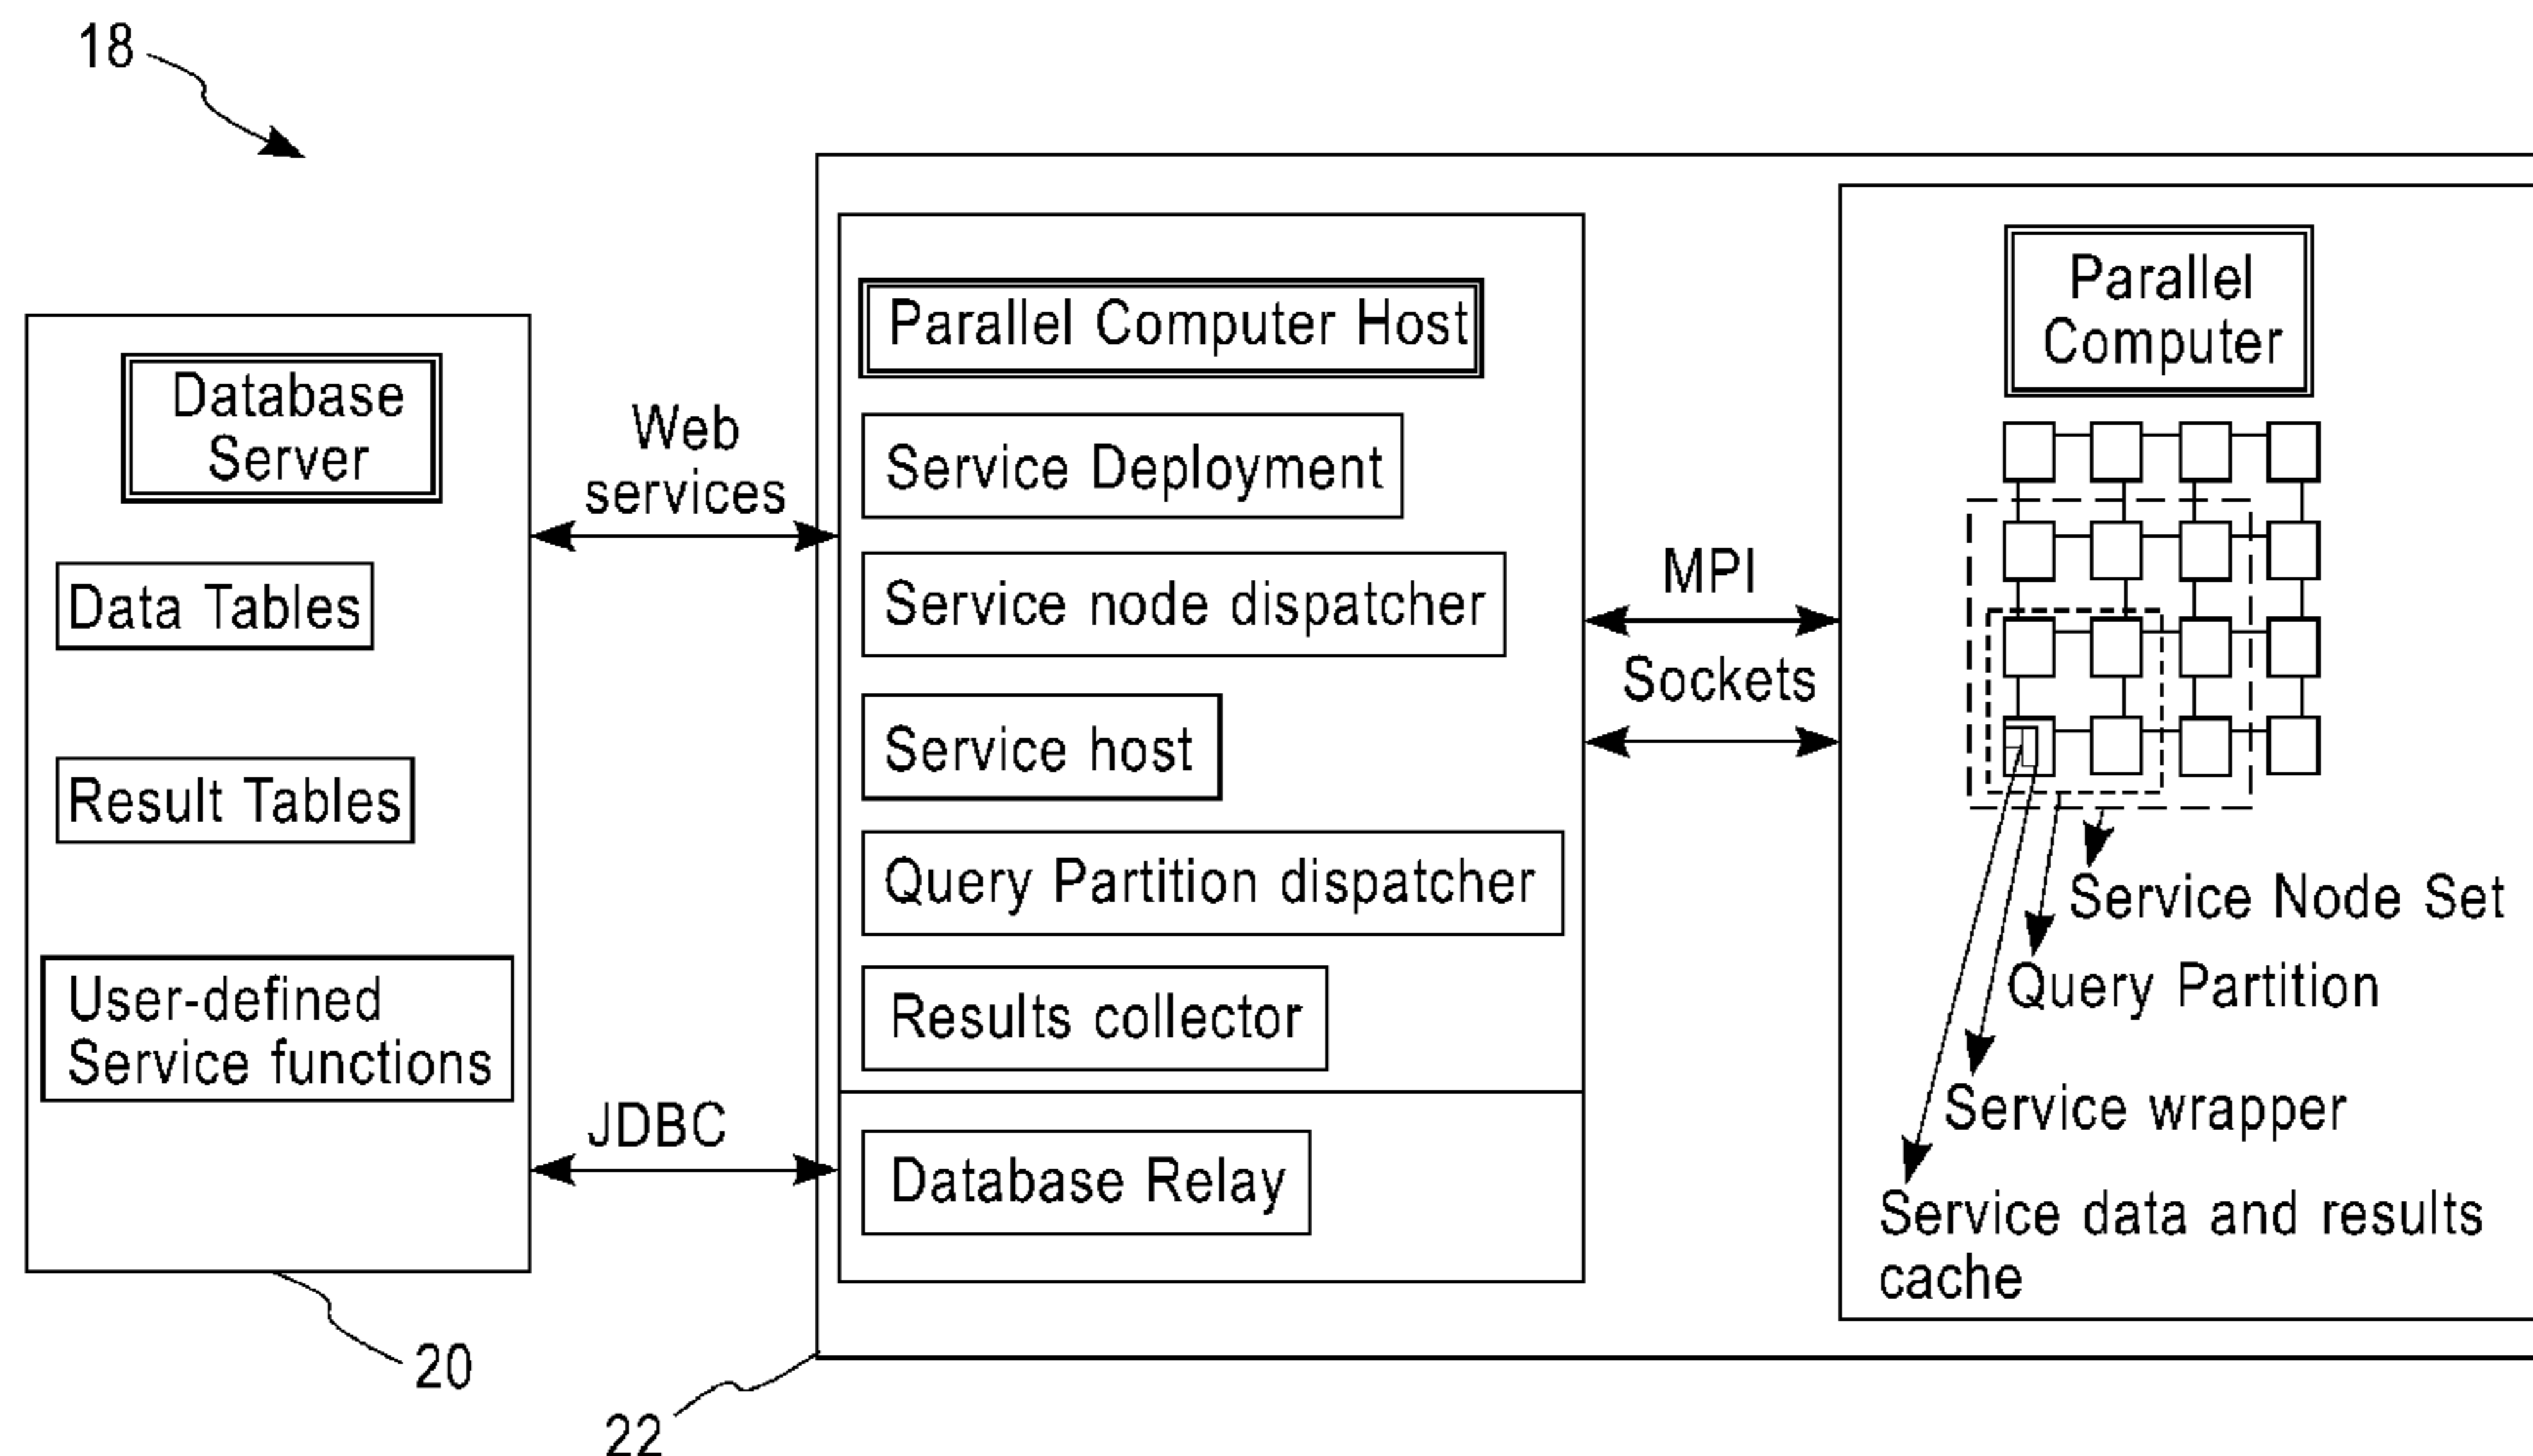 18
Database
Server
Data Tables
Result Tables
User-defined
Service functions
20
Web
services
JDBC
22
Parallel Computer Host
Service Deployment
Service node dispatcher
Service host
Query Partition dispatcher
Results collector
Database Relay
MPI
Sockets
Parallel
Computer
Service Node Set
Query Partition
Service wrapper
Service data and results
cache